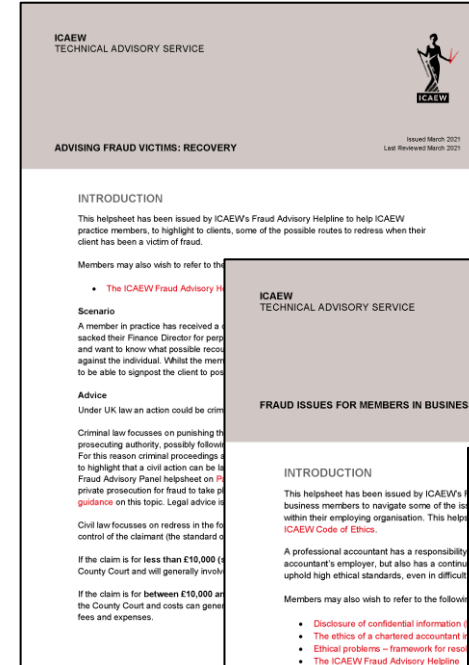 ICAEW
TECHNICAL ADVISORY SERVICE
ICAEW
ADVISING FRAUD VICTIMS: RECOVERY
Issued March 2021
Last Reviewed March 2021
INTRODUCTION
This helpsheet has been issued by ICAEW's Fraud Advisory Helpline to help ICAEW
practice members, to highlight to clients, some of the possible routes to redress when their
client has been a victim of fraud.
Members may also wish to refer to the
• The ICAEW Fraud Advisory H
Scenario
A member in practice has received a
sacked their Finance Director for perp
and want to know what possible recou
against the individual. Whilst the mem
to be able to signpost the client to pos
Advice
Under UK law an action could be crim
Criminal law focusses on punishing th
prosecuting authority, possibly followin
For this reason criminal proceedings a
to highlight that a civil action can be la
Fraud Advisory Panel helpsheet on
private prosecution for fraud to take pl
guidance on this topic. Legal advice is
Civil law focusses on redress in the fo
control of the claimant (the standard o
If the claim is for less than £10,000 (s
County Court and will generally involv
If the claim is for between £10,000 an
the County Court and costs can gener
fees and expenses.
ICAEW
TECHNICAL ADVISORY SERVICE
FRAUD ISSUES FOR MEMBERS IN BUSINES
INTRODUCTION
This helpsheet has been issued by ICAEW's F
business members to navigate some of the iss
within their employing organisation. This helps
ICAEW Code of Ethics.
A professional accountant has a responsibility
accountant's employer, but also has a continu
uphold high ethical standards, even in difficult
Members may also wish to refer to the followin
• Disclosure of confidential information
• The ethics of a chartered accountant in
• Ethical problems – framework for resol
• The ICAEW Fraud Advisory Helpline